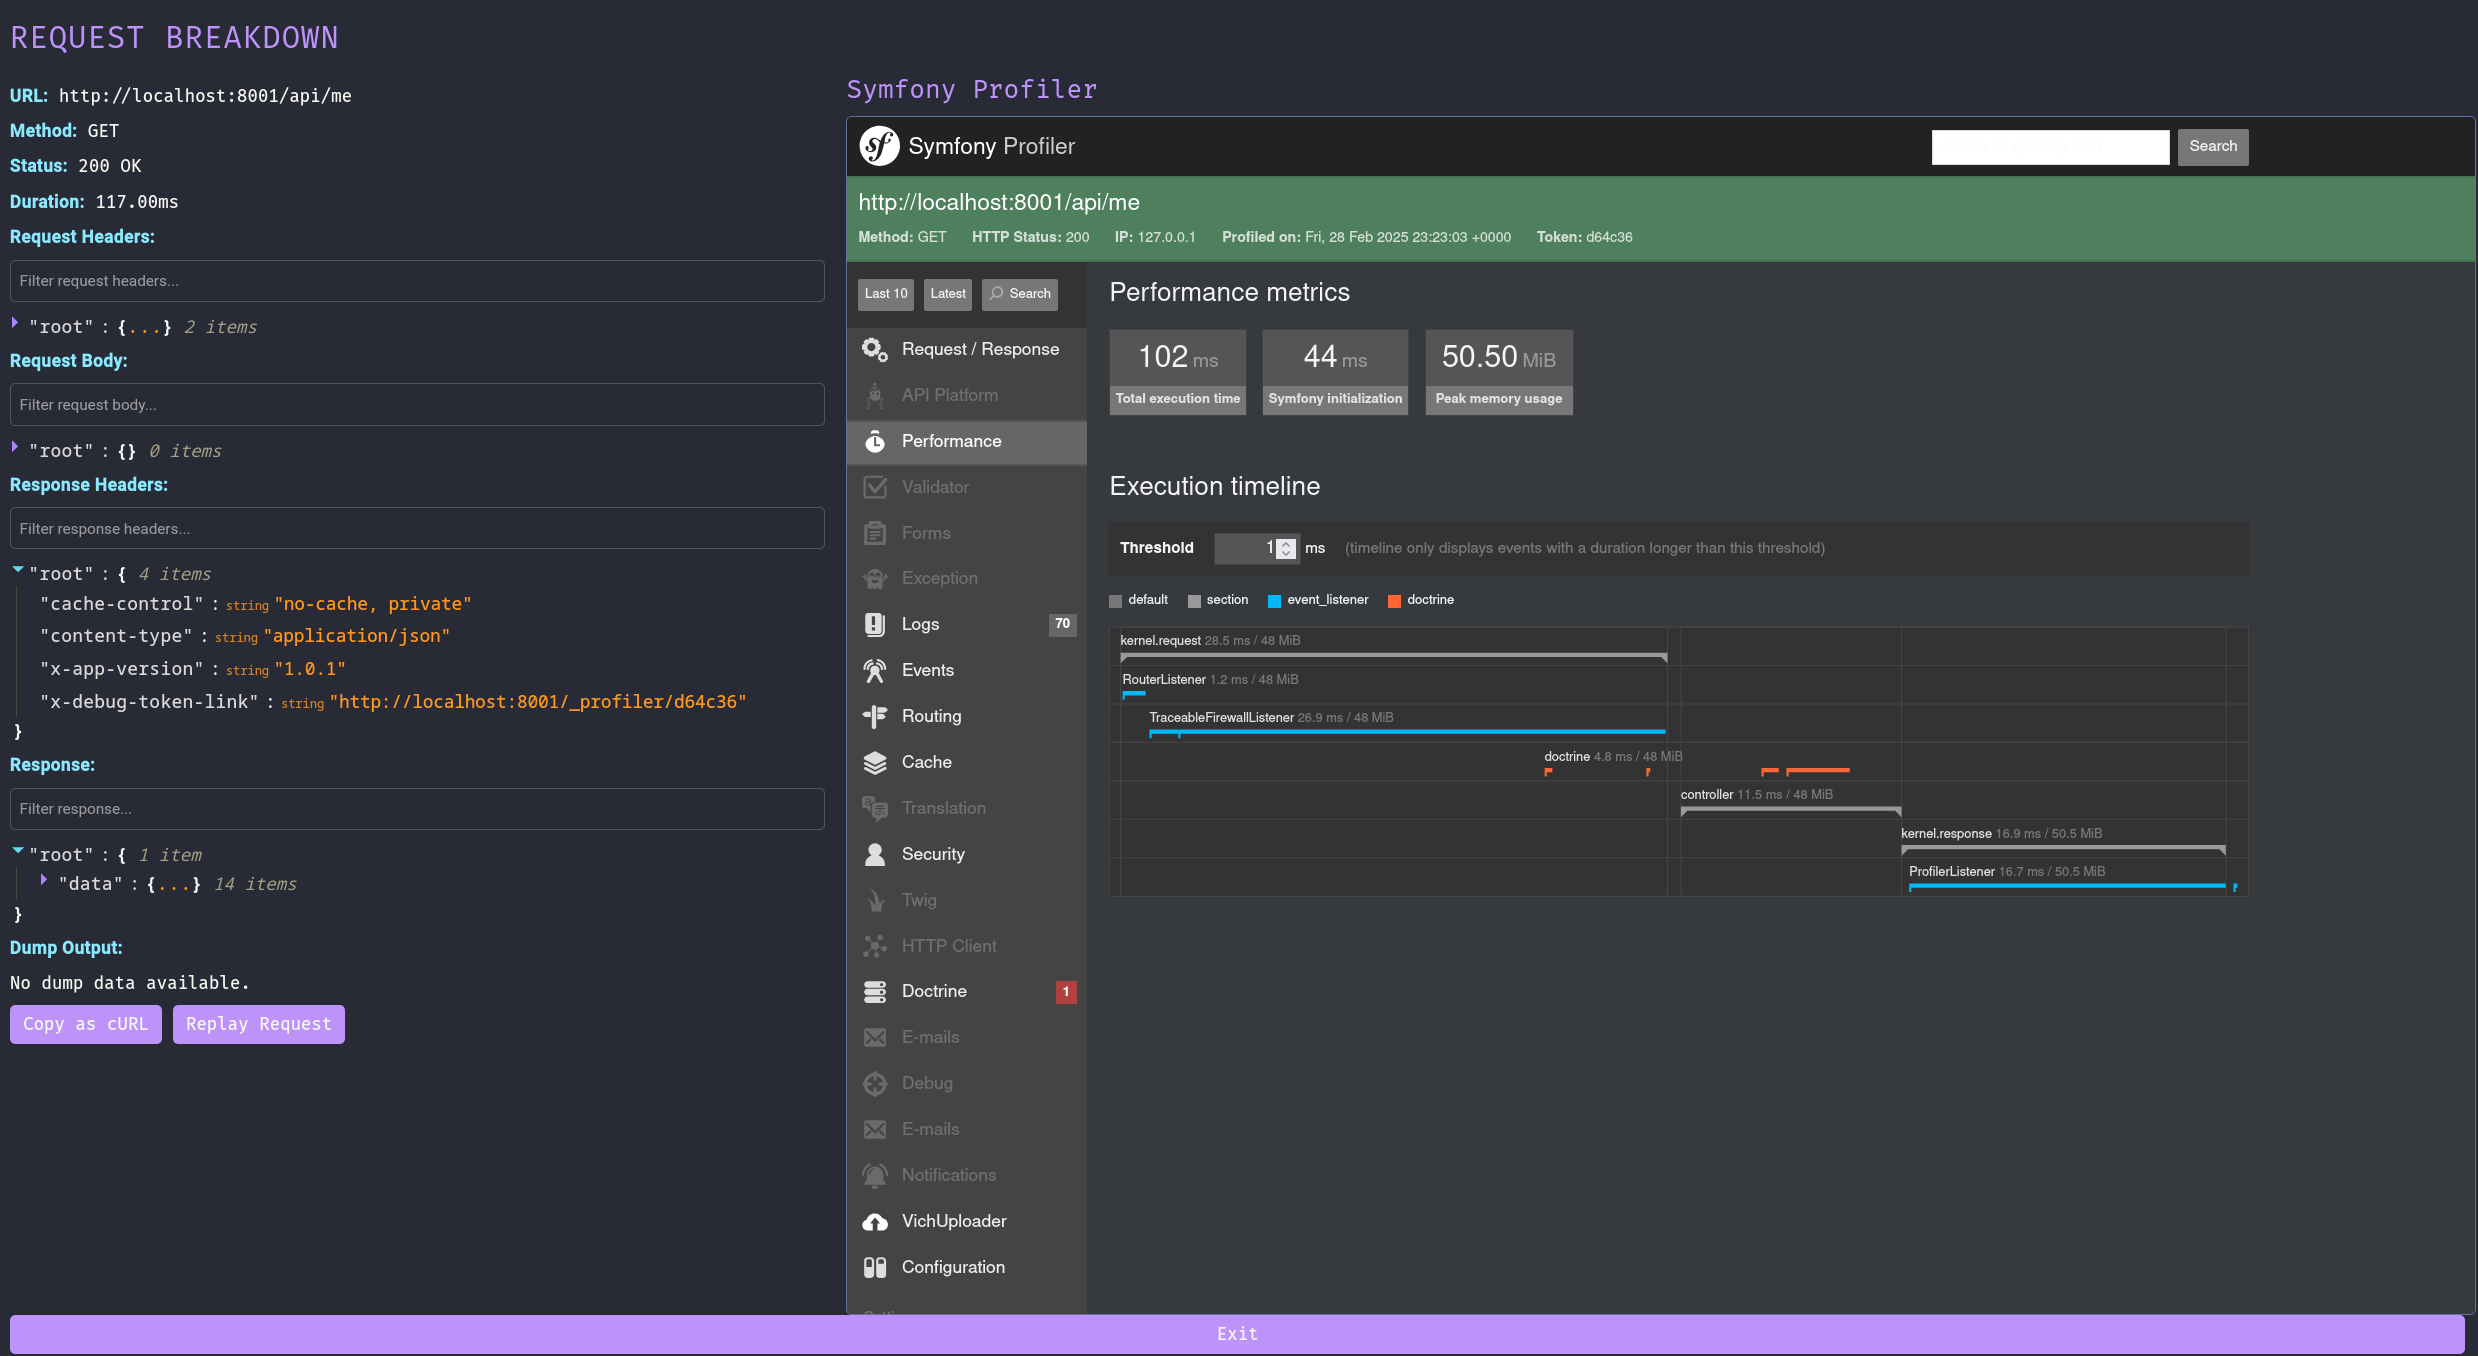 REQUEST BREAKDOWN
URL: http://localhost:8001/api/me
Method: GET
Status: 200 OK
Duration: 117.00ms
Request Headers:
Filter request headers...
"root" : {...} 2 items
Request Body:
Filter request body...
"root" : {} 0 items
Response Headers:
Filter response headers...
"root" : { 4 items
"cache-control" : string "no-cache, private"
"content-type" : string "application/json"
"x-app-version" : string "1.0.1"
"x-debug-token-link" : string "http://localhost:8001/_profiler/d64c36"
}
Response:
Filter response...
"root" : { 1 item
"data" : {...} 14 items
}
Dump Output:
No dump data available.
Copy as cURL Replay Request
Symfony Profiler
sf Symfony Profiler
Search
http://localhost:8001/api/me
Method: GET HTTP Status: 200 IP: 127.0.0.1 Profiled on: Fri, 28 Feb 2025 23:23:03 +0000 Token: d64c36
Last 10 Latest Search
Request / Response
API Platform
Performance
Validator
Forms
Exception
Logs 70
Events
Routing
Cache
Translation
Security
Twig
HTTP Client
Doctrine 1
E-mails
Debug
E-mails
Notifications
VichUploader
Configuration
Performance metrics
102 ms
Total execution time
44 ms
Symfony initialization
50.50 MiB
Peak memory usage
Execution timeline
Threshold 1 ms (timeline only displays events with a duration longer than this threshold)
default section event_listener doctrine
kernel.request 28.5 ms / 48 MiB
RouterListener 1.2 ms / 48 MiB
TraceableFirewallListener 26.9 ms / 48 MiB
doctrine 4.8 ms / 48 MiB
controller 11.5 ms / 48 MiB
kernel.response 16.9 ms / 50.5 MiB
ProfilerListener 16.7 ms / 50.5 MiB
Exit